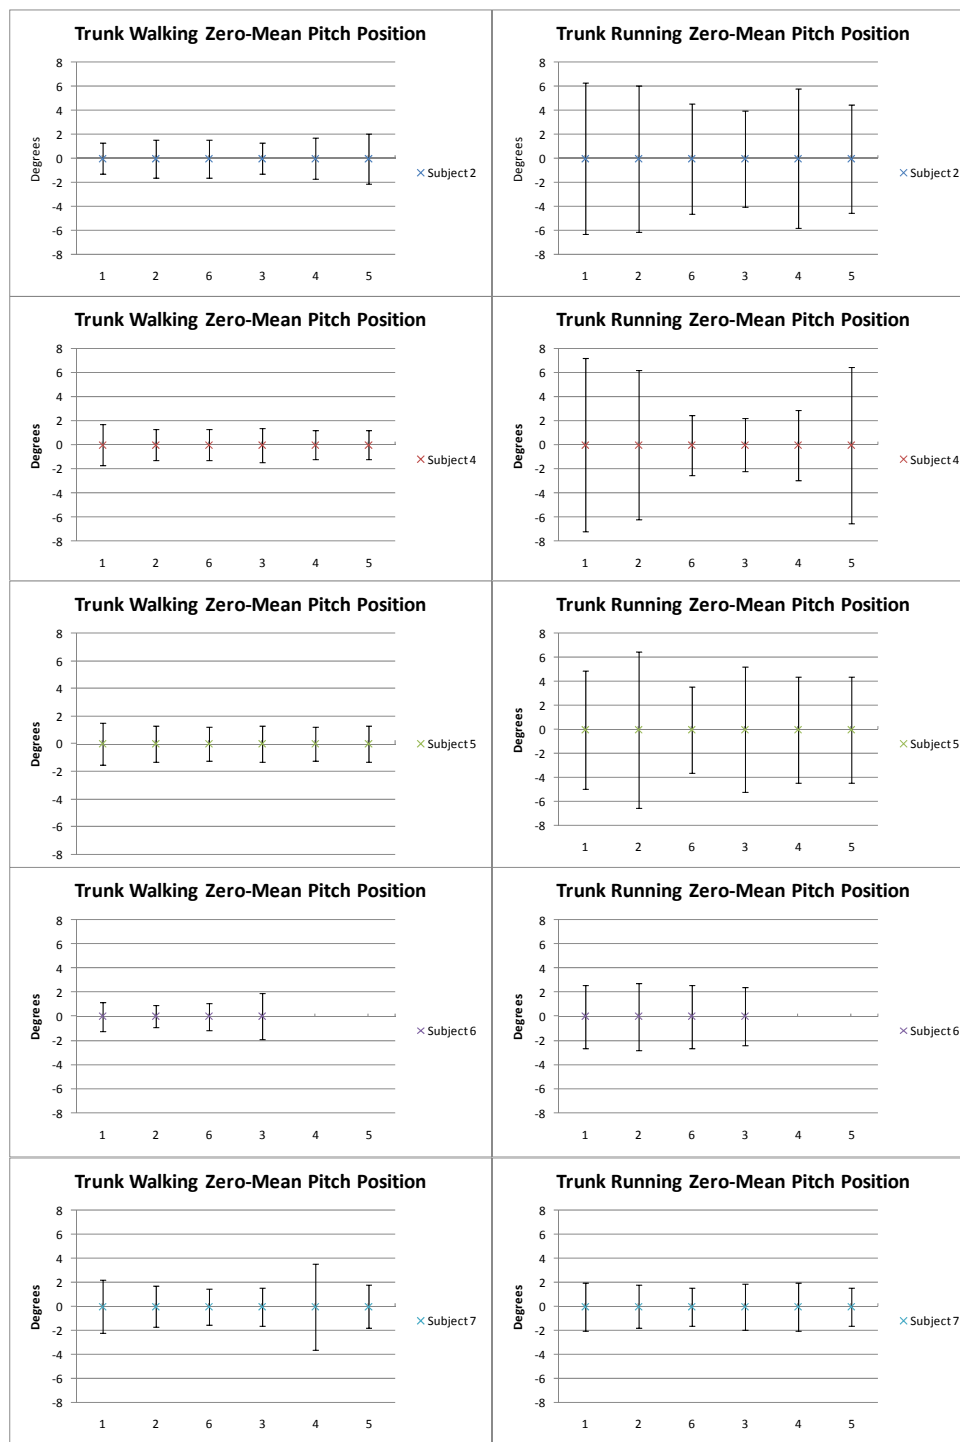 Trunk Walking Zero-Mean Pitch Position
8
6
4
2
0
-2
-4
-6
-8
Degrees
1 2 6 3 4 5
Subject 2
Trunk Running Zero-Mean Pitch Position
8
6
4
2
0
-2
-4
-6
-8
Degrees
1 2 6 3 4 5
Subject 2
Trunk Walking Zero-Mean Pitch Position
8
6
4
2
0
-2
-4
-6
-8
Degrees
1 2 6 3 4 5
Subject 4
Trunk Running Zero-Mean Pitch Position
8
6
4
2
0
-2
-4
-6
-8
Degrees
1 2 6 3 4 5
Subject 4
Trunk Walking Zero-Mean Pitch Position
8
6
4
2
0
-2
-4
-6
-8
Degrees
Subject 5
Trunk Running Zero-Mean Pitch Position
8
6
4
2
0
-2
-4
-6
-8
Degrees
1 2 6 3 4 5
Subject 5
Trunk Walking Zero-Mean Pitch Position
8
6
4
2
0
-2
-4
-6
-8
Degrees
1 2 6 3 4 5
Subject 6
Trunk Running Zero-Mean Pitch Position
8
6
4
2
0
-2
-4
-6
-8
Degrees
1 2 6 3 4 5
Subject 6
Trunk Walking Zero-Mean Pitch Position
8
6
4
2
0
-2
-4
-6
-8
Degrees
1 2 6 3 4 5
Subject 7
Trunk Running Zero-Mean Pitch Position
8
6
4
2
0
-2
-4
-6
-8
Degrees
1 2 6 3 4 5
Subject 7